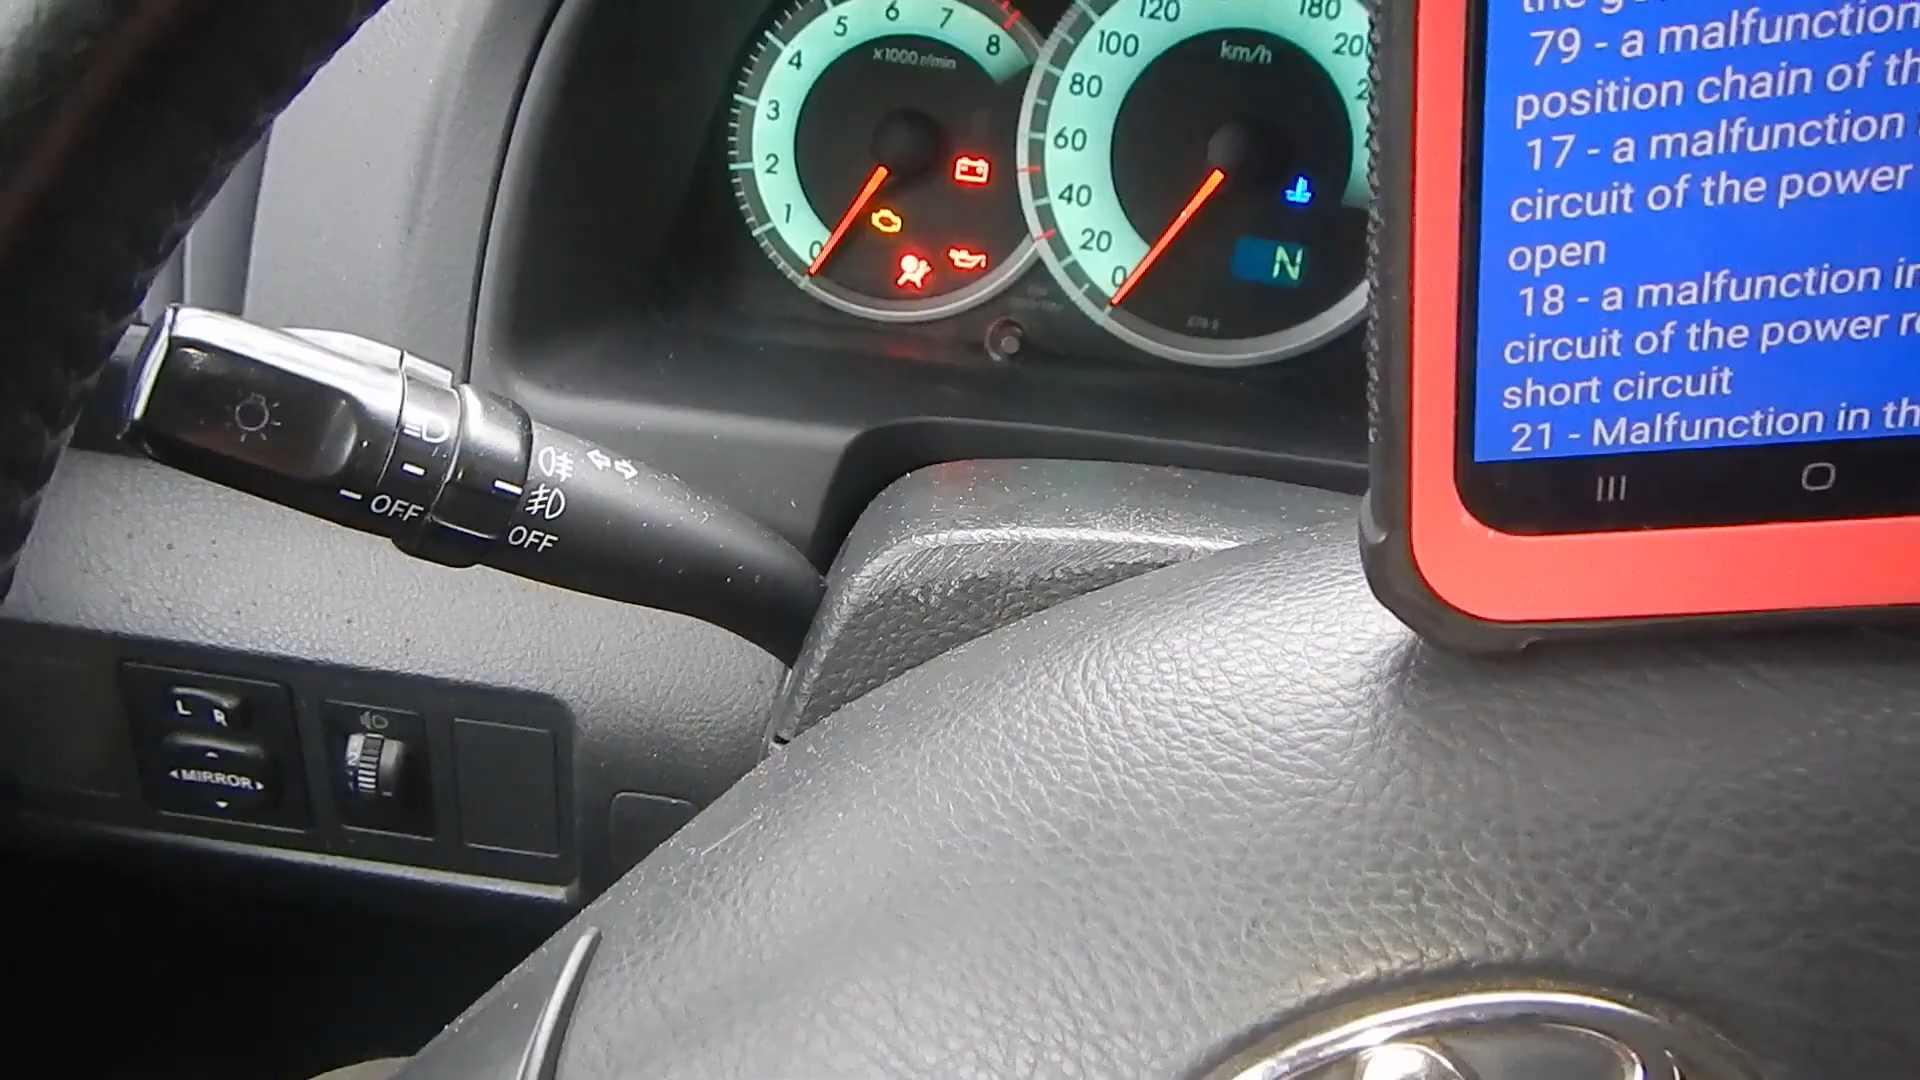 5 6 7 8
4
3
2
1
0
x1000 r/min
120 180
100 200
80
60
40
20
0
km/h
N
79 - a malfunction
position chain of th
17 - a malfunction
circuit of the power
open
18 - a malfunction in
circuit of the power re
short circuit
21 - Malfunction in th
OFF
OFF
L R
MIRROR